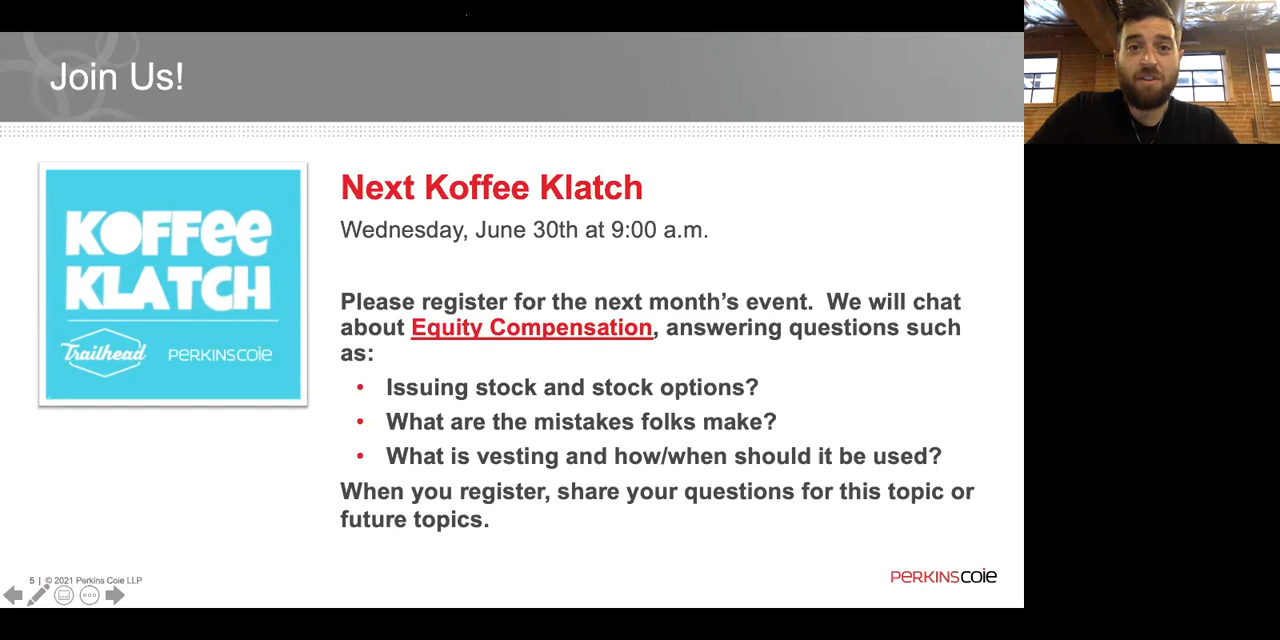 Join Us!
KOFFee
KLATCH
Trailhead
PERKINSCOIE
Next Koffee Klatch
Wednesday, June 30th at 9:00 a.m.
Please register for the next month’s event.  We will chat
about Equity Compensation, answering questions such
as:
• Issuing stock and stock options?
• What are the mistakes folks make?
• What is vesting and how/when should it be used?
When you register, share your questions for this topic or
future topics.
5 | © 2021 Perkins Coie LLP
PERKINSCOIE